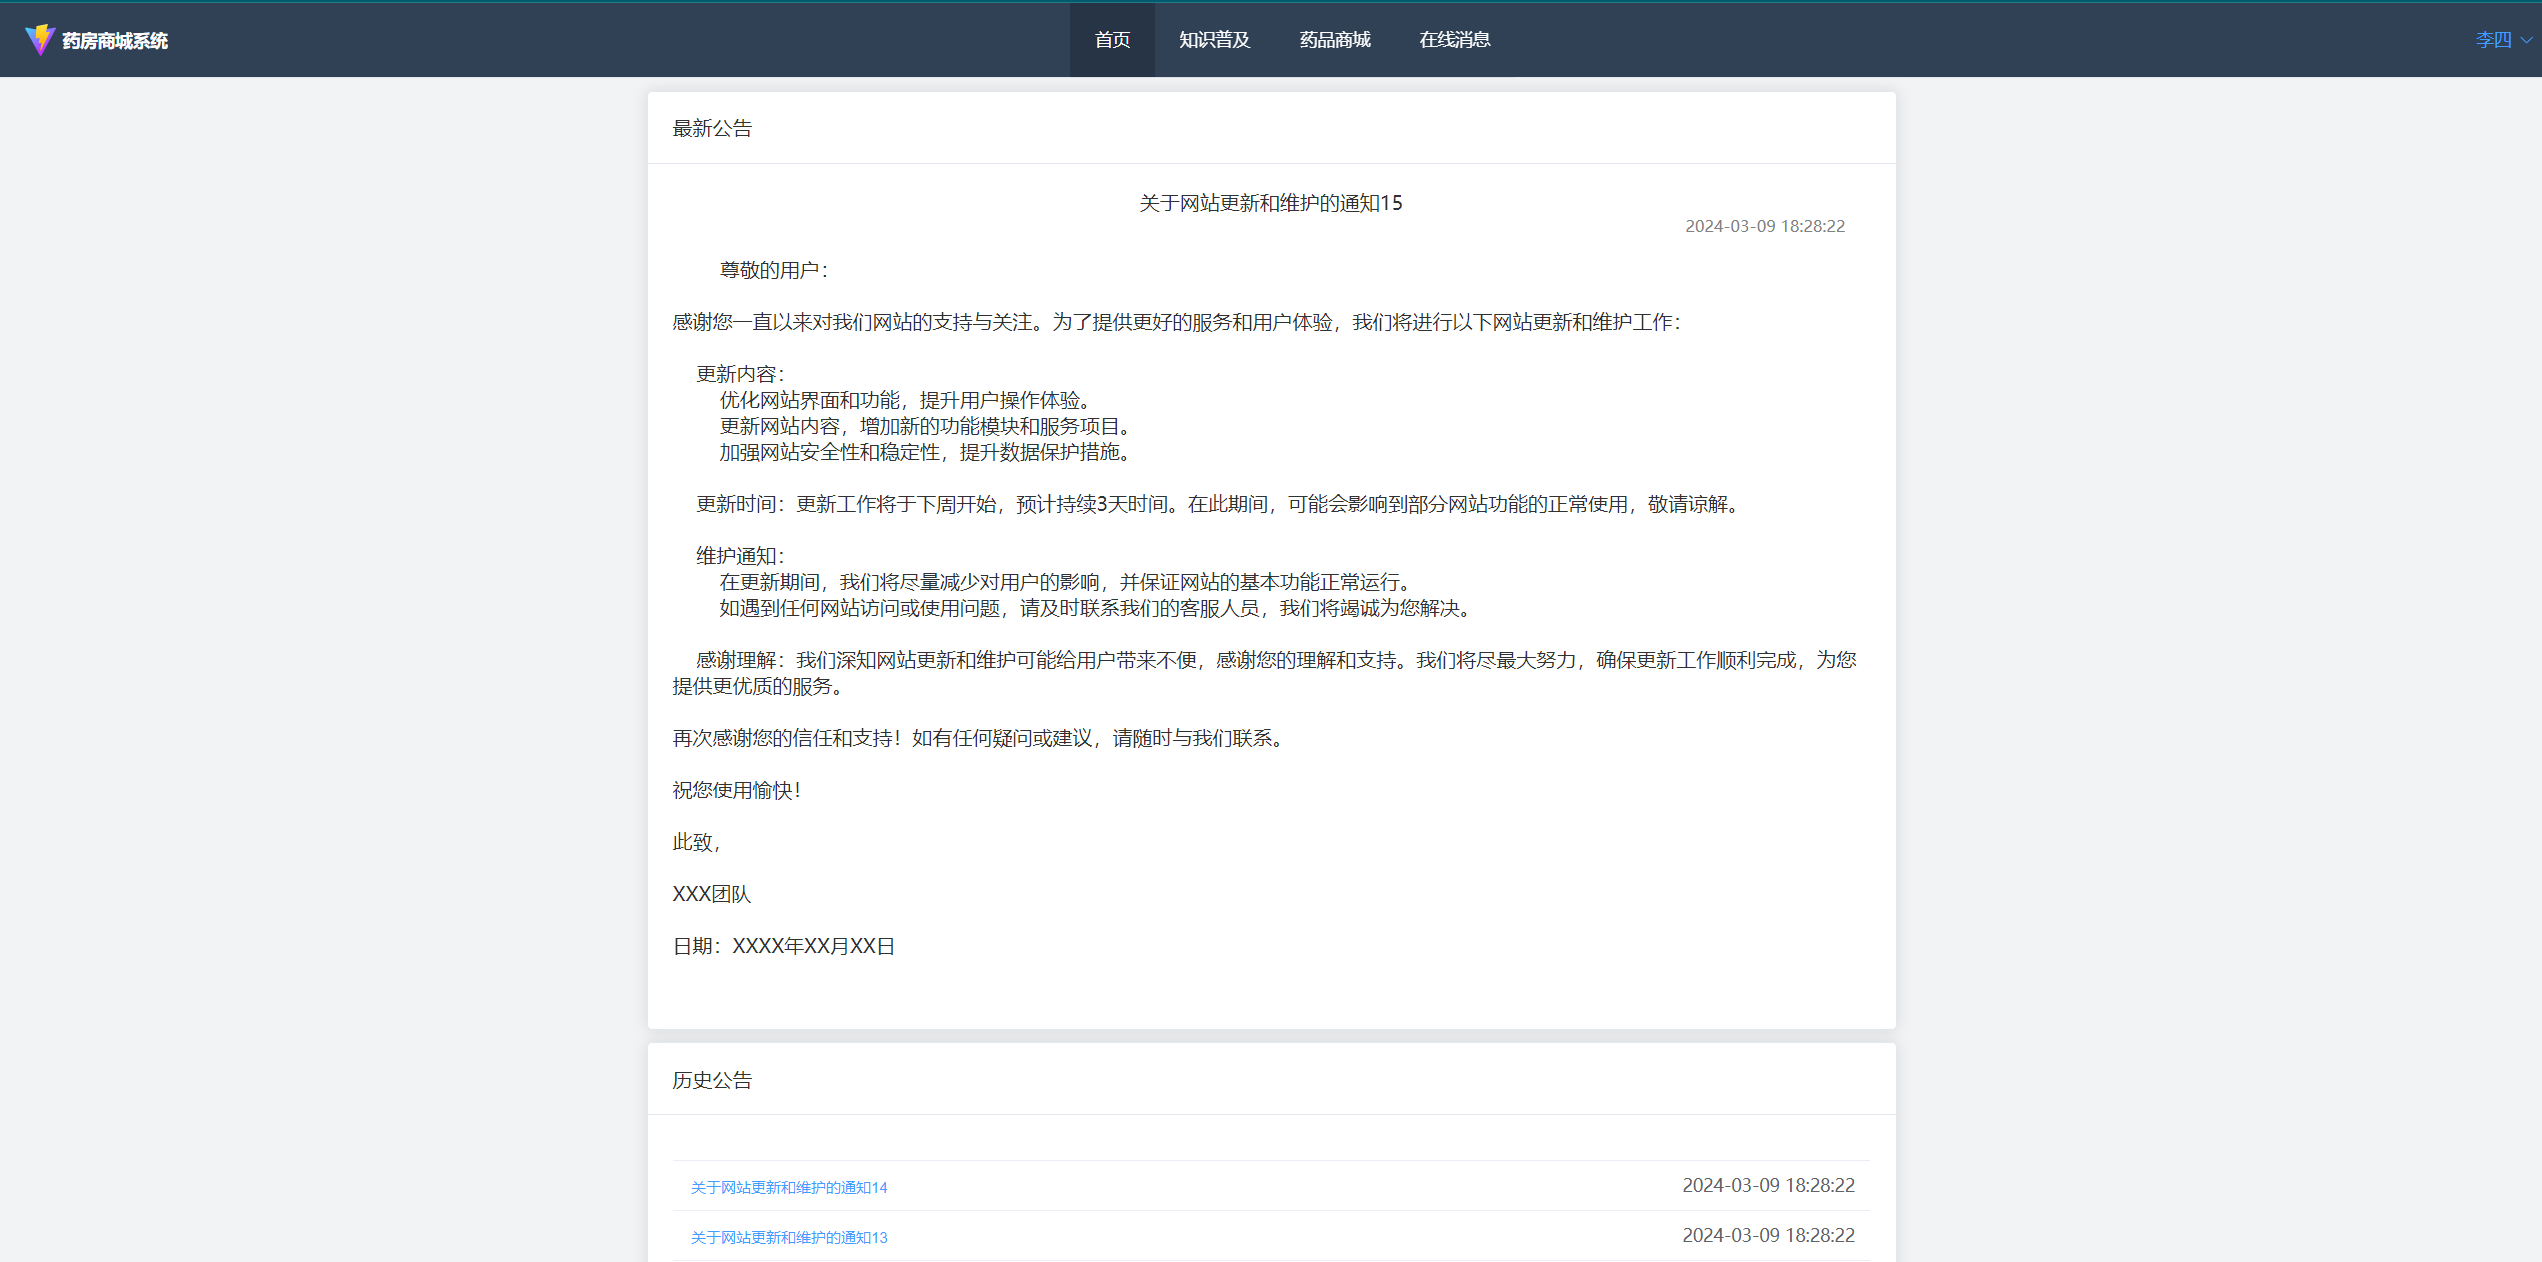 药房商城系统
首页 知识普及 药品商城 在线消息
李四
最新公告
关于网站更新和维护的通知15
2024-03-09 18:28:22
尊敬的用户：
感谢您一直以来对我们网站的支持与关注。为了提供更好的服务和用户体验，我们将进行以下网站更新和维护工作：
更新内容：
优化网站界面和功能，提升用户操作体验。
更新网站内容，增加新的功能模块和服务项目。
加强网站安全性和稳定性，提升数据保护措施。
更新时间：更新工作将于下周开始，预计持续3天时间。在此期间，可能会影响到部分网站功能的正常使用，敬请谅解。
维护通知：
在更新期间，我们将尽量减少对用户的影响，并保证网站的基本功能正常运行。
如遇到任何网站访问或使用问题，请及时联系我们的客服人员，我们将竭诚为您解决。
感谢理解：我们深知网站更新和维护可能给用户带来不便，感谢您的理解和支持。我们将尽最大努力，确保更新工作顺利完成，为您
提供更优质的服务。
再次感谢您的信任和支持！如有任何疑问或建议，请随时与我们联系。
祝您使用愉快！
此致，
XXX团队
日期：XXXX年XX月XX日
历史公告
关于网站更新和维护的通知14 2024-03-09 18:28:22
关于网站更新和维护的通知13 2024-03-09 18:28:22